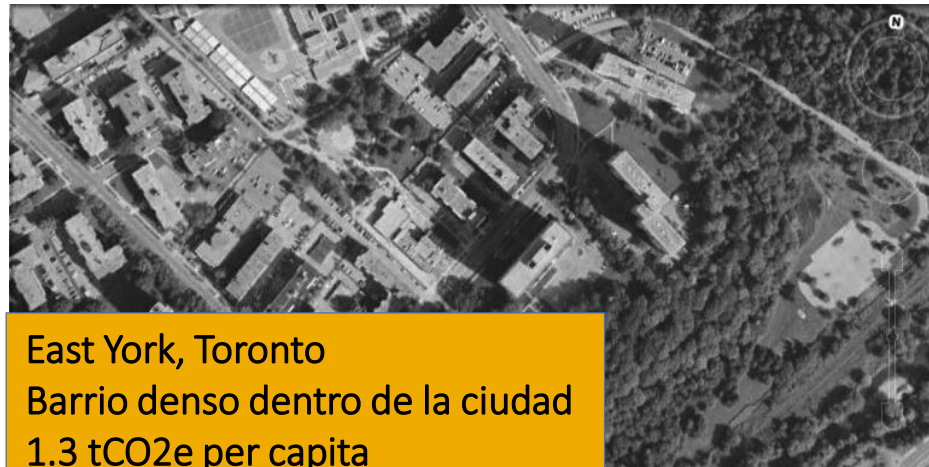 N
East York, Toronto
Barrio denso dentro de la ciudad
1.3 tCO2e per capita